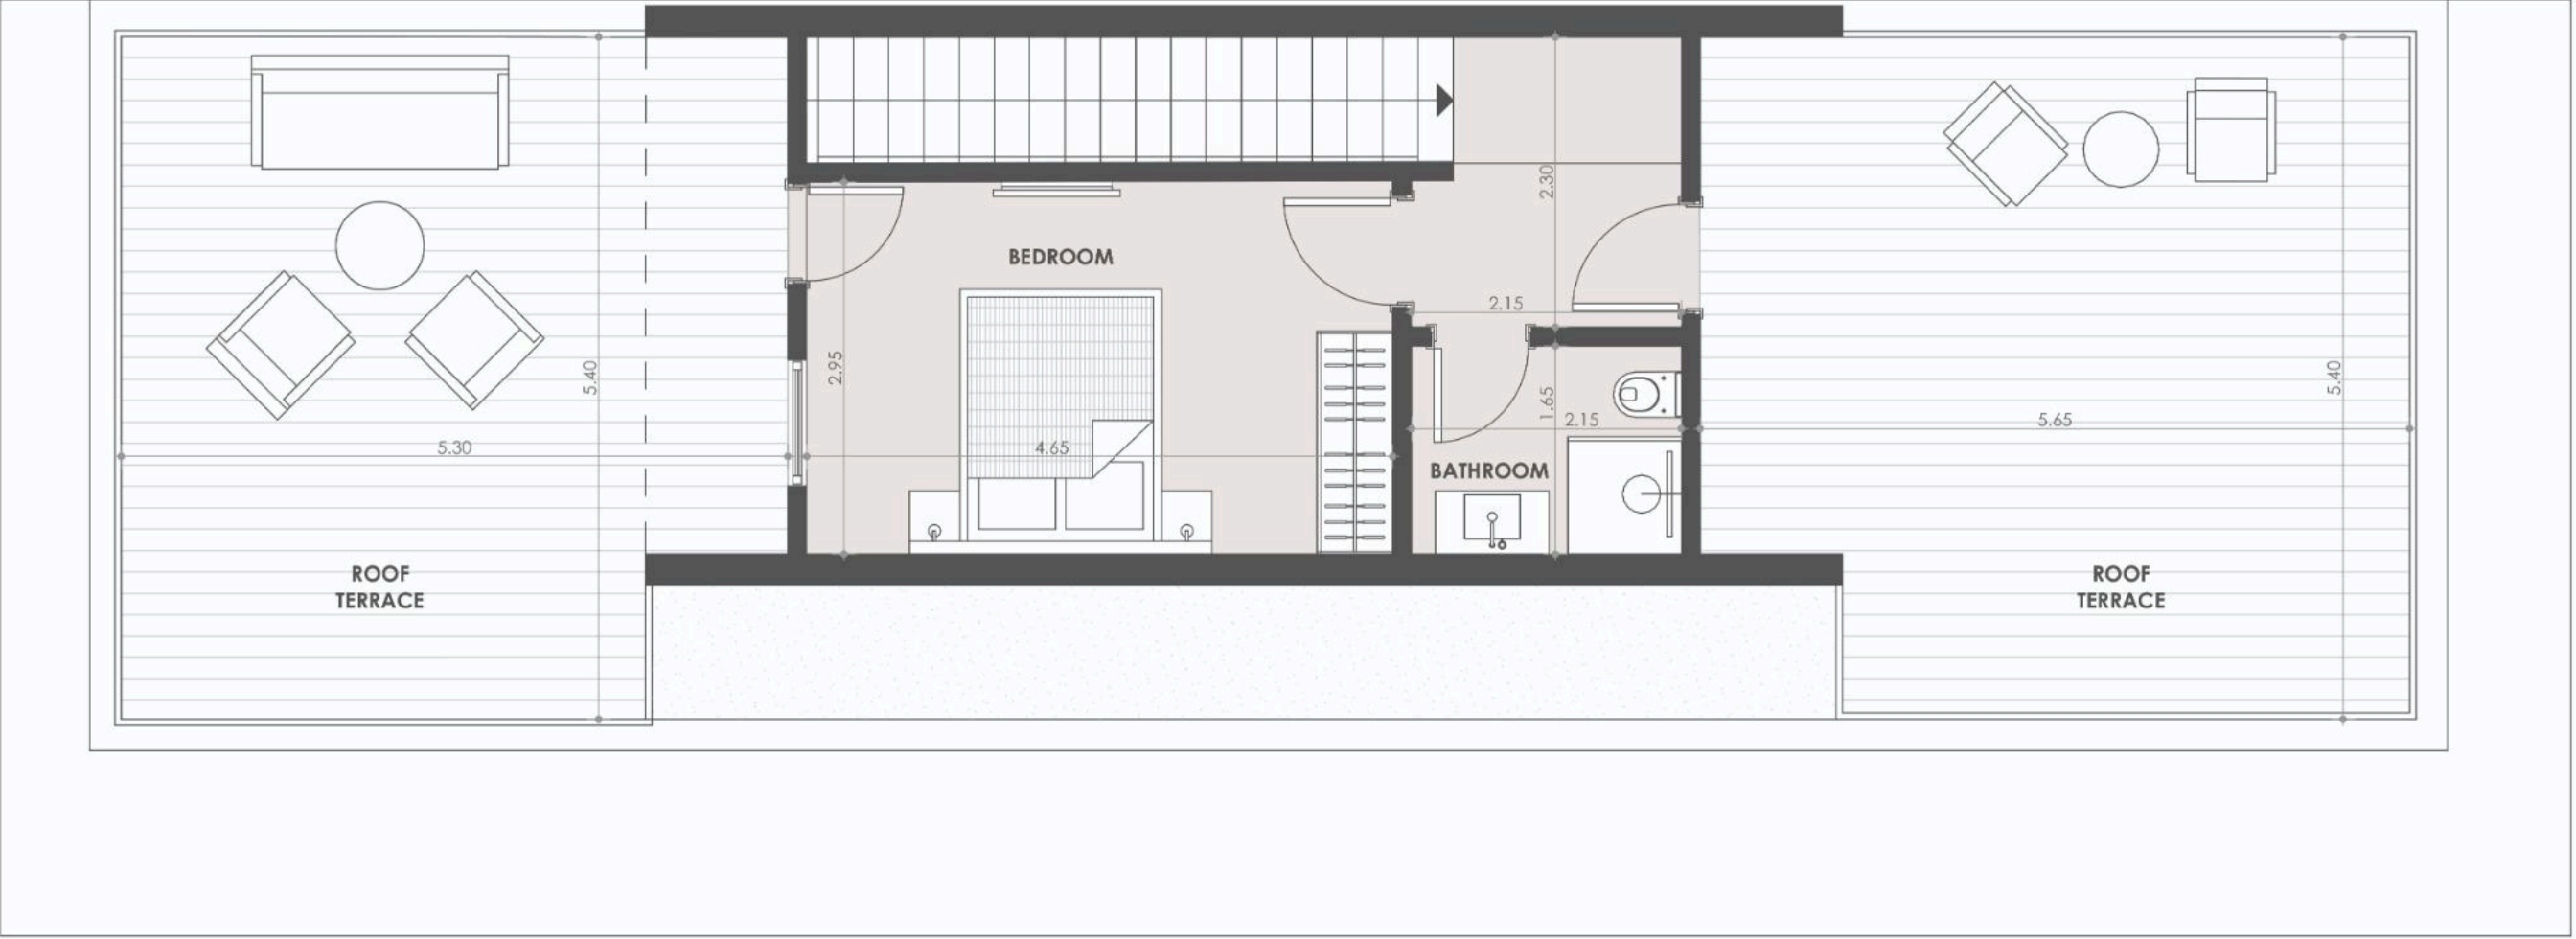 2.30
BEDROOM
2.15
2.95
5.40
5.40
1.65
2.15
5.65
5.30
4.65
BATHROOM
ROOF
TERRACE
ROOF
TERRACE